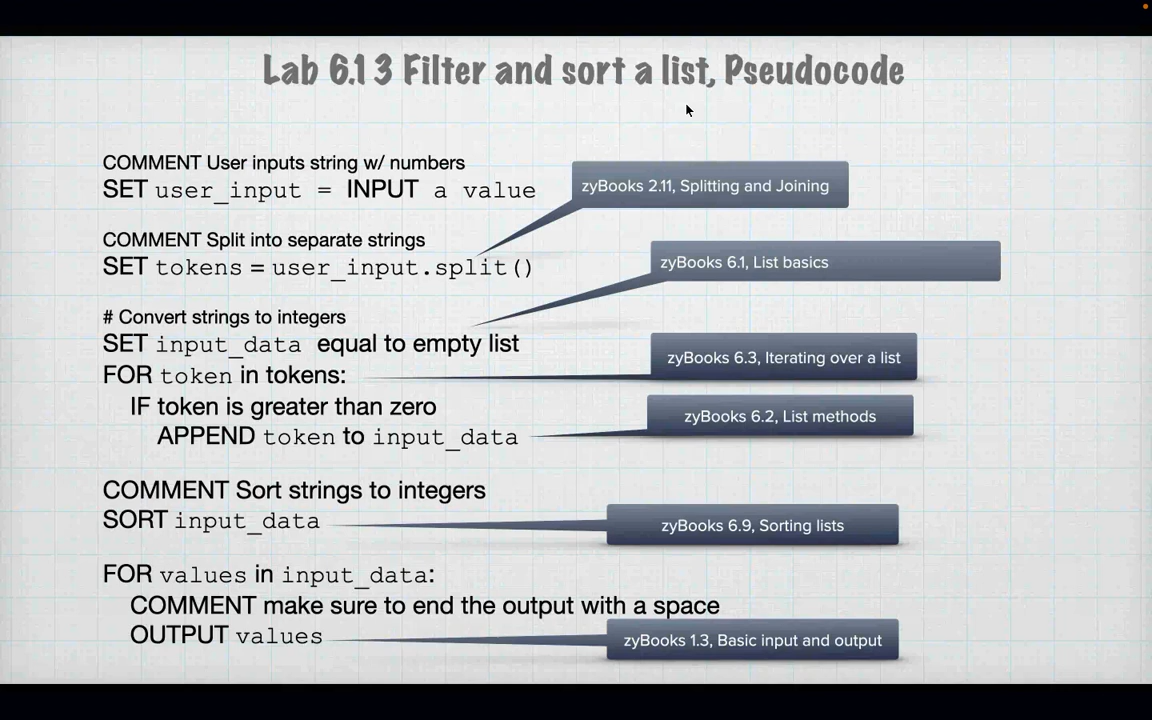 Lab 6.13 Filter and sort a list, Pseudocode
COMMENT User inputs string w/ numbers
SET user_input = INPUT a value
zyBooks 2.11, Splitting and Joining
COMMENT Split into separate strings
SET tokens = user_input.split()
zyBooks 6.1, List basics
# Convert strings to integers
SET input_data equal to empty list
FOR token in tokens:
zyBooks 6.3, Iterating over a list
IF token is greater than zero
APPEND token to input_data
zyBooks 6.2, List methods
COMMENT Sort strings to integers
SORT input_data
zyBooks 6.9, Sorting lists
FOR values in input_data:
COMMENT make sure to end the output with a space
OUTPUT values
zyBooks 1.3, Basic input and output